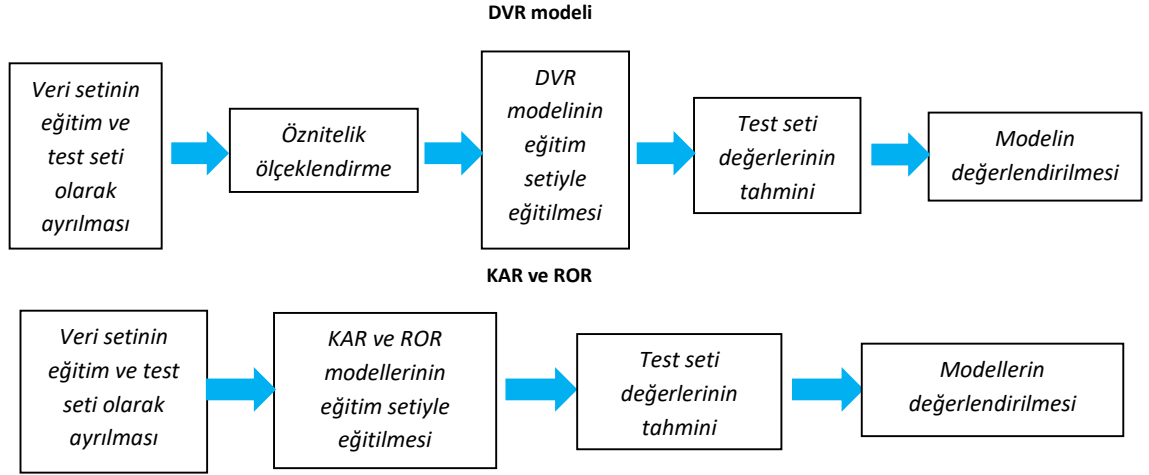 DVR modeli
Veri setinin
eğitim ve
test seti
olarak
ayrılması
Öznitelik
ölçeklendirme
DVR
modelinin
eğitim
setiyle
eğitilmesi
Test seti
değerlerinin
tahmini
Modelin
değerlendirilmesi
KAR ve ROR
Veri setinin
eğitim ve test
seti olarak
ayrılması
KAR ve ROR
modellerinin
eğitim setiyle
eğitilmesi
Test seti
değerlerinin
tahmini
Modellerin
değerlendirilmesi